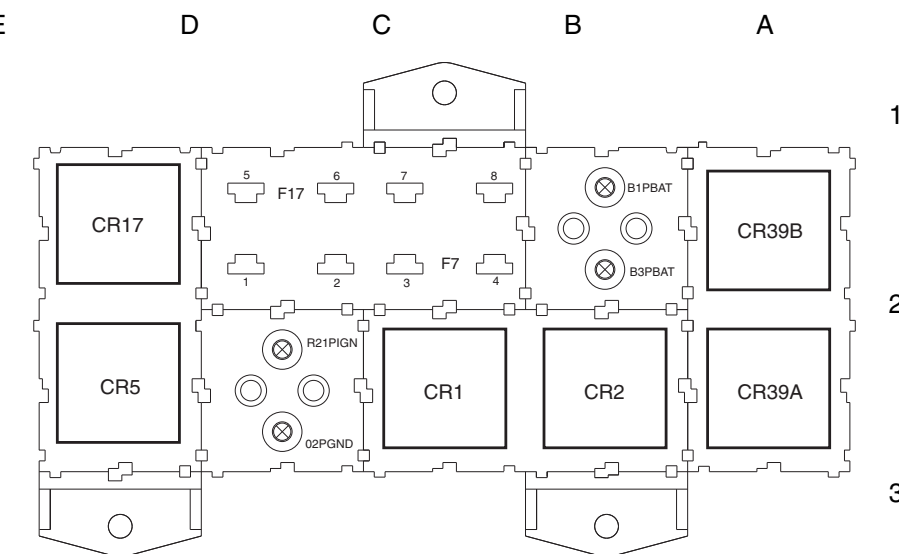 E D C B A
1
5 F17 6 7 8 B1PBAT
CR17 CR39B
1 2 3 F7 4 B3PBAT
2
R21PIGN
CR5 CR1 CR2 CR39A
02PGND
3